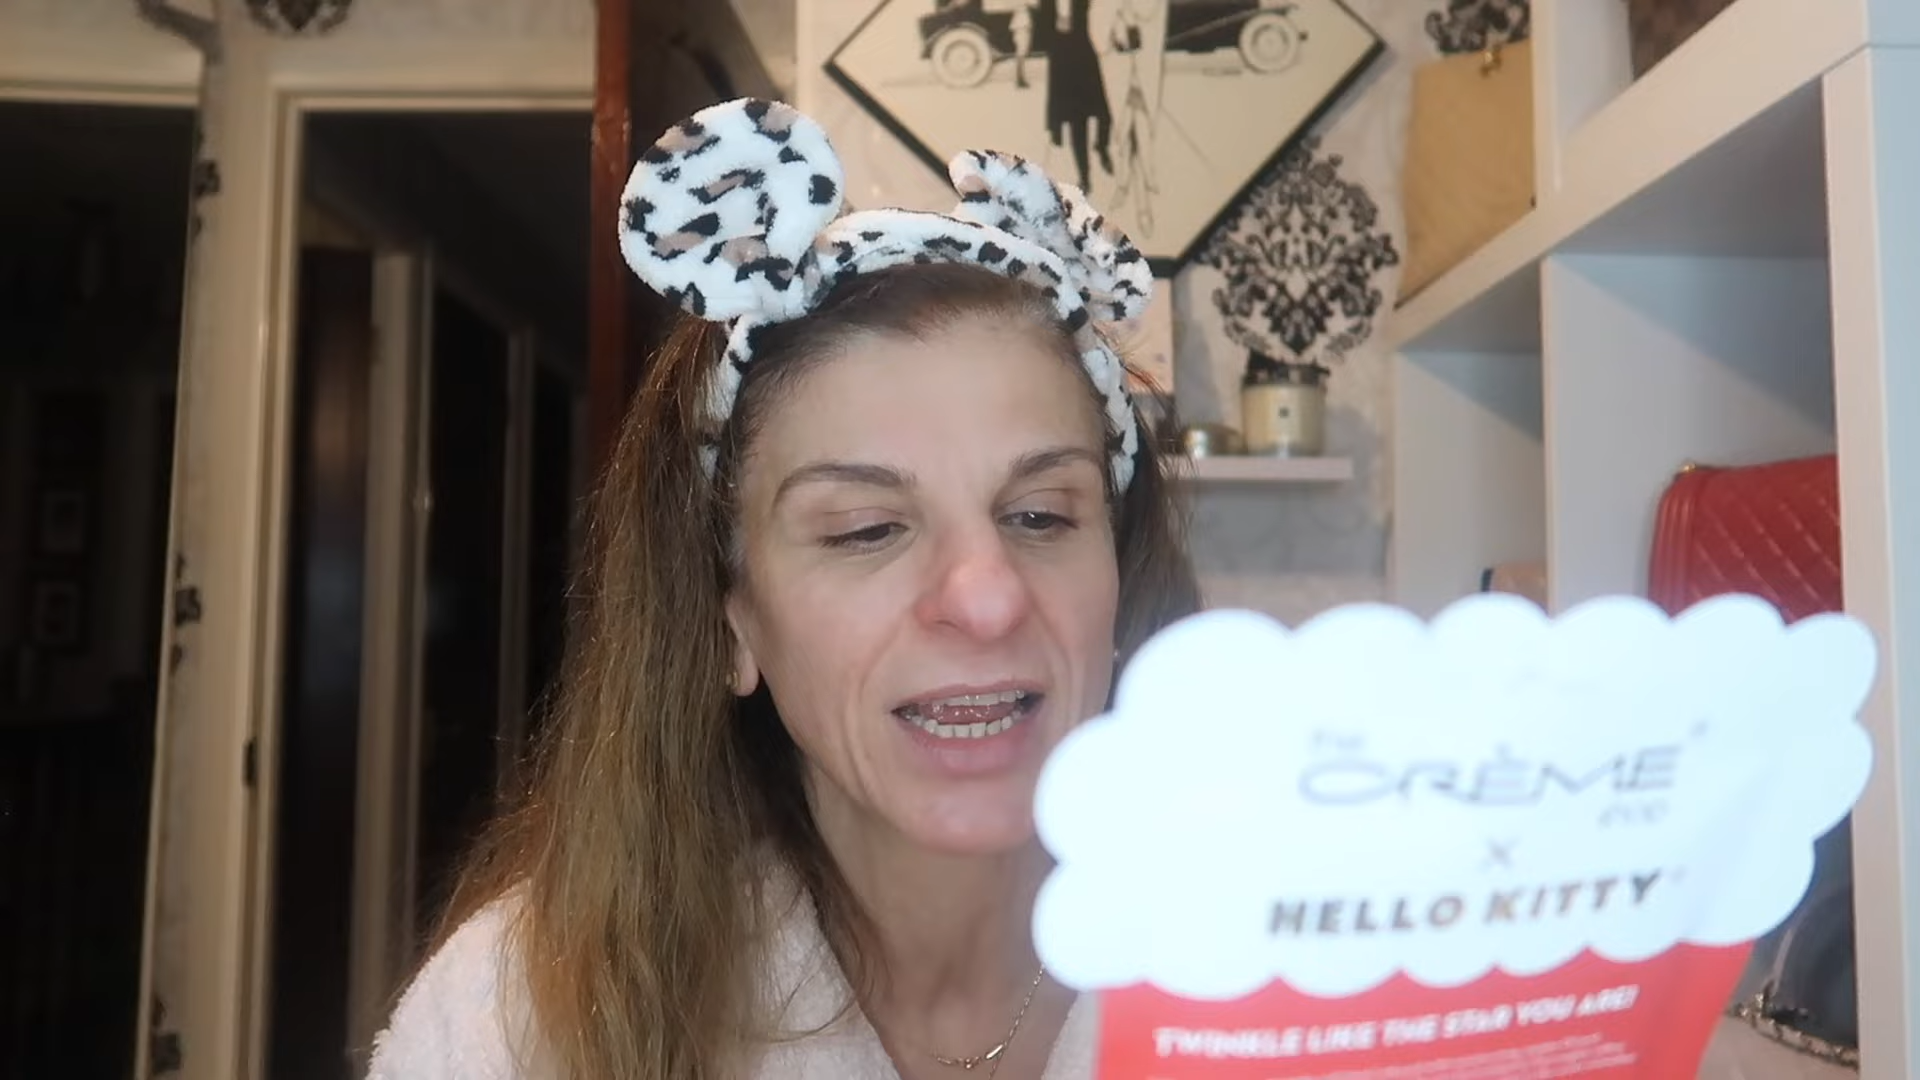 THE
CRÈME
SHOP
X
HELLO KITTY
TWINKLE LIKE THE STAR YOU ARE!